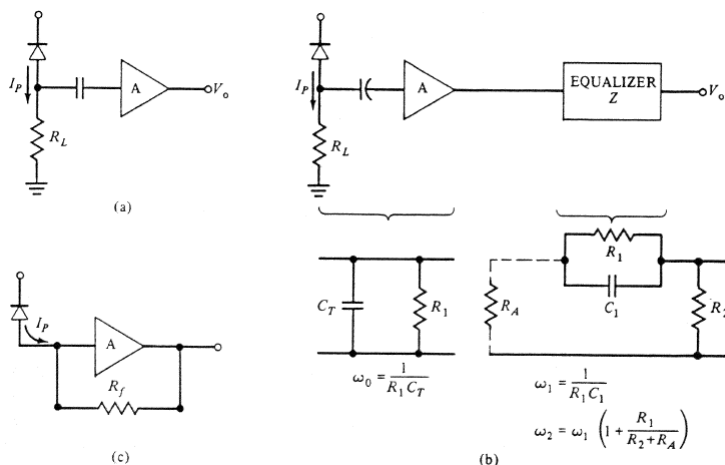 I_P
A
V_o
R_L
(a)
I_P
A
EQUALIZER
Z
V_o
R_L
C_T
R_1
ω_0 = 1 / R_1 C_T
R_A
R_1
C_1
R_2
ω_1 = 1 / R_1 C_1
ω_2 = ω_1 (1 + R_1 / R_2 + R_A)
(b)
I_P
A
R_f
(c)